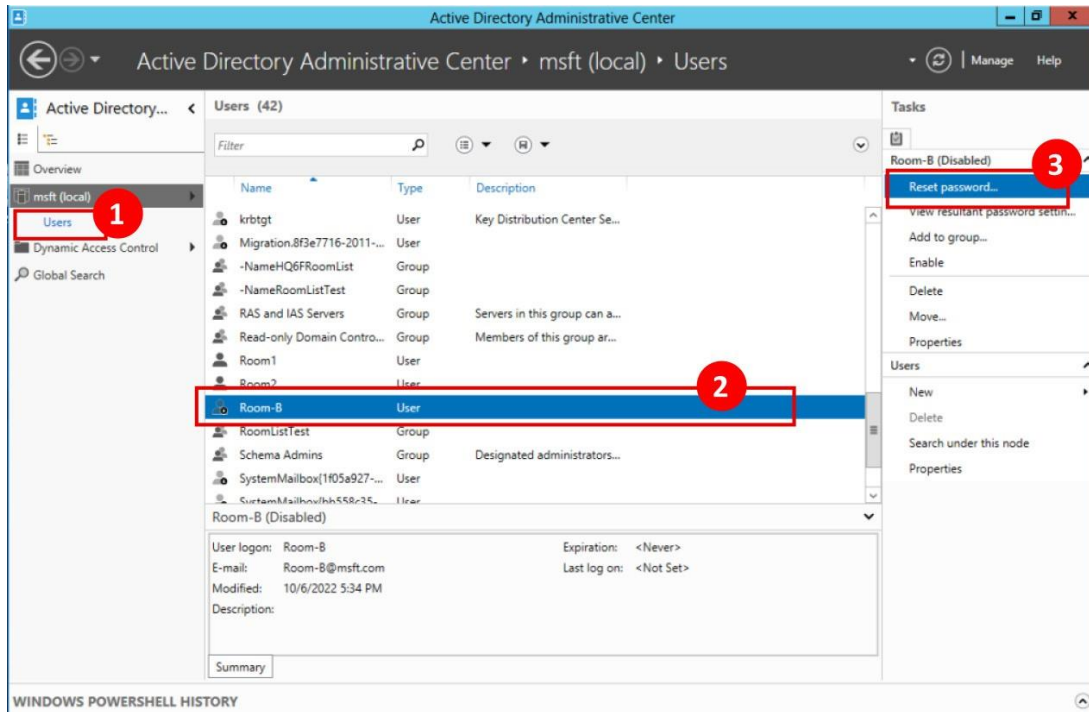 Active Directory Administrative Center
Active Directory Administrative Center • msft (local) • Users
Manage
Help
Active Directory...
Overview
msft (local)
Users
Dynamic Access Control
Global Search
1
Users (42)
Filter
Name Type Description
krbtgt User Key Distribution Center Se...
Migration.8f3e7716-2011-... User
-NameHQ6FRoomList Group
-NameRoomListTest Group
RAS and IAS Servers Group Servers in this group can a...
Read-only Domain Contro... Group Members of this group ar...
Room1 User
Room2 User
Room-B User
2
RoomListTest Group
Schema Admins Group Designated administrators...
SystemMailbox{1f05a927-... User
SystemMailbox{bb558c35-... User
Room-B (Disabled)
User logon: Room-B Expiration: <Never>
E-mail: Room-B@msft.com Last log on: <Not Set>
Modified: 10/6/2022 5:34 PM
Description:
Summary
Tasks
Room-B (Disabled)
3
Reset password...
View resultant password settin...
Add to group...
Enable
Delete
Move...
Properties
Users
New
Delete
Search under this node
Properties
WINDOWS POWERSHELL HISTORY